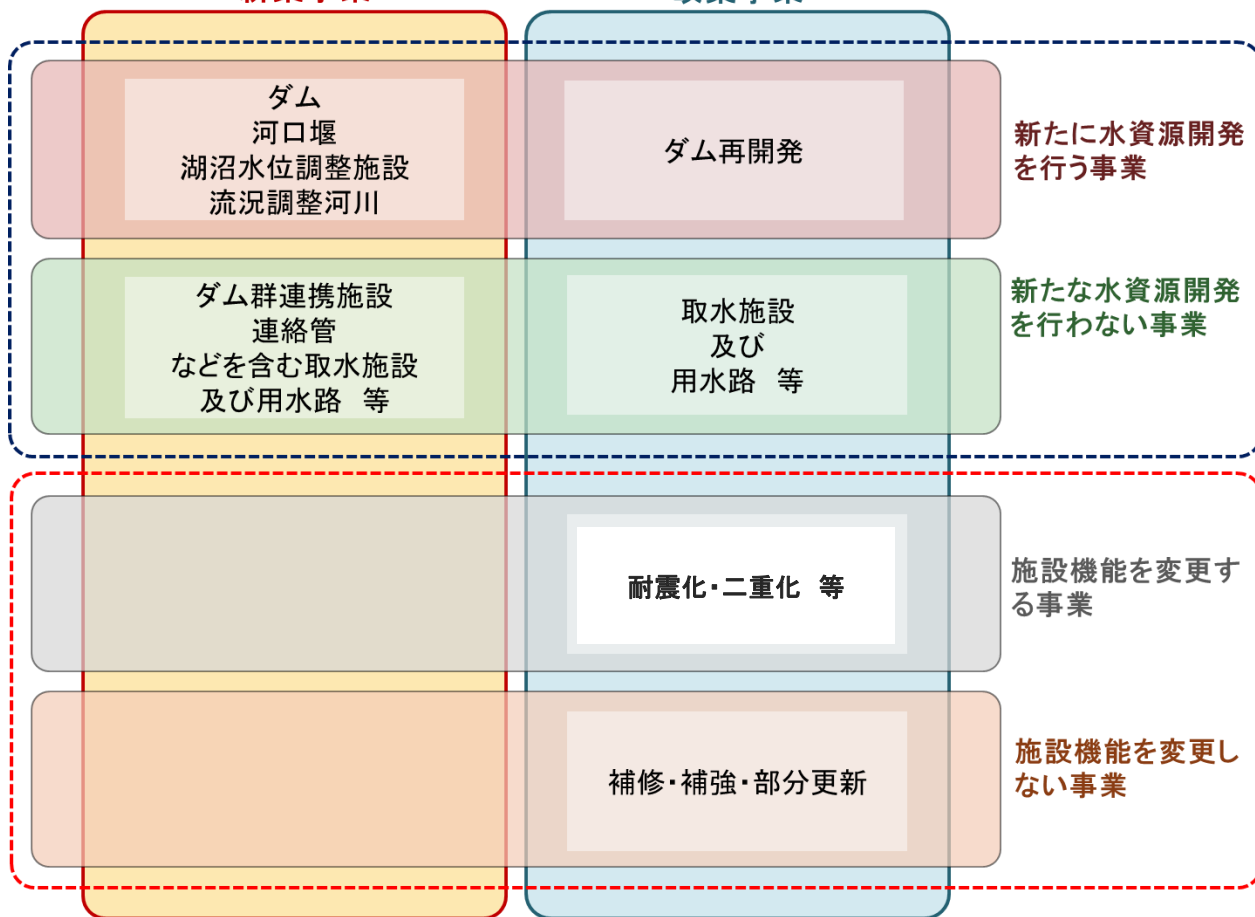 ダム
河口堰
湖沼水位調整施設
流況調整河川
ダム再開発
新たに水資源開発
を行う事業
ダム群連携施設
連絡管
などを含む取水施設
及び用水路　等
取水施設
及び
用水路　等
新たな水資源開発
を行わない事業
耐震化・二重化　等
施設機能を変更す
る事業
補修・補強・部分更新
施設機能を変更し
ない事業